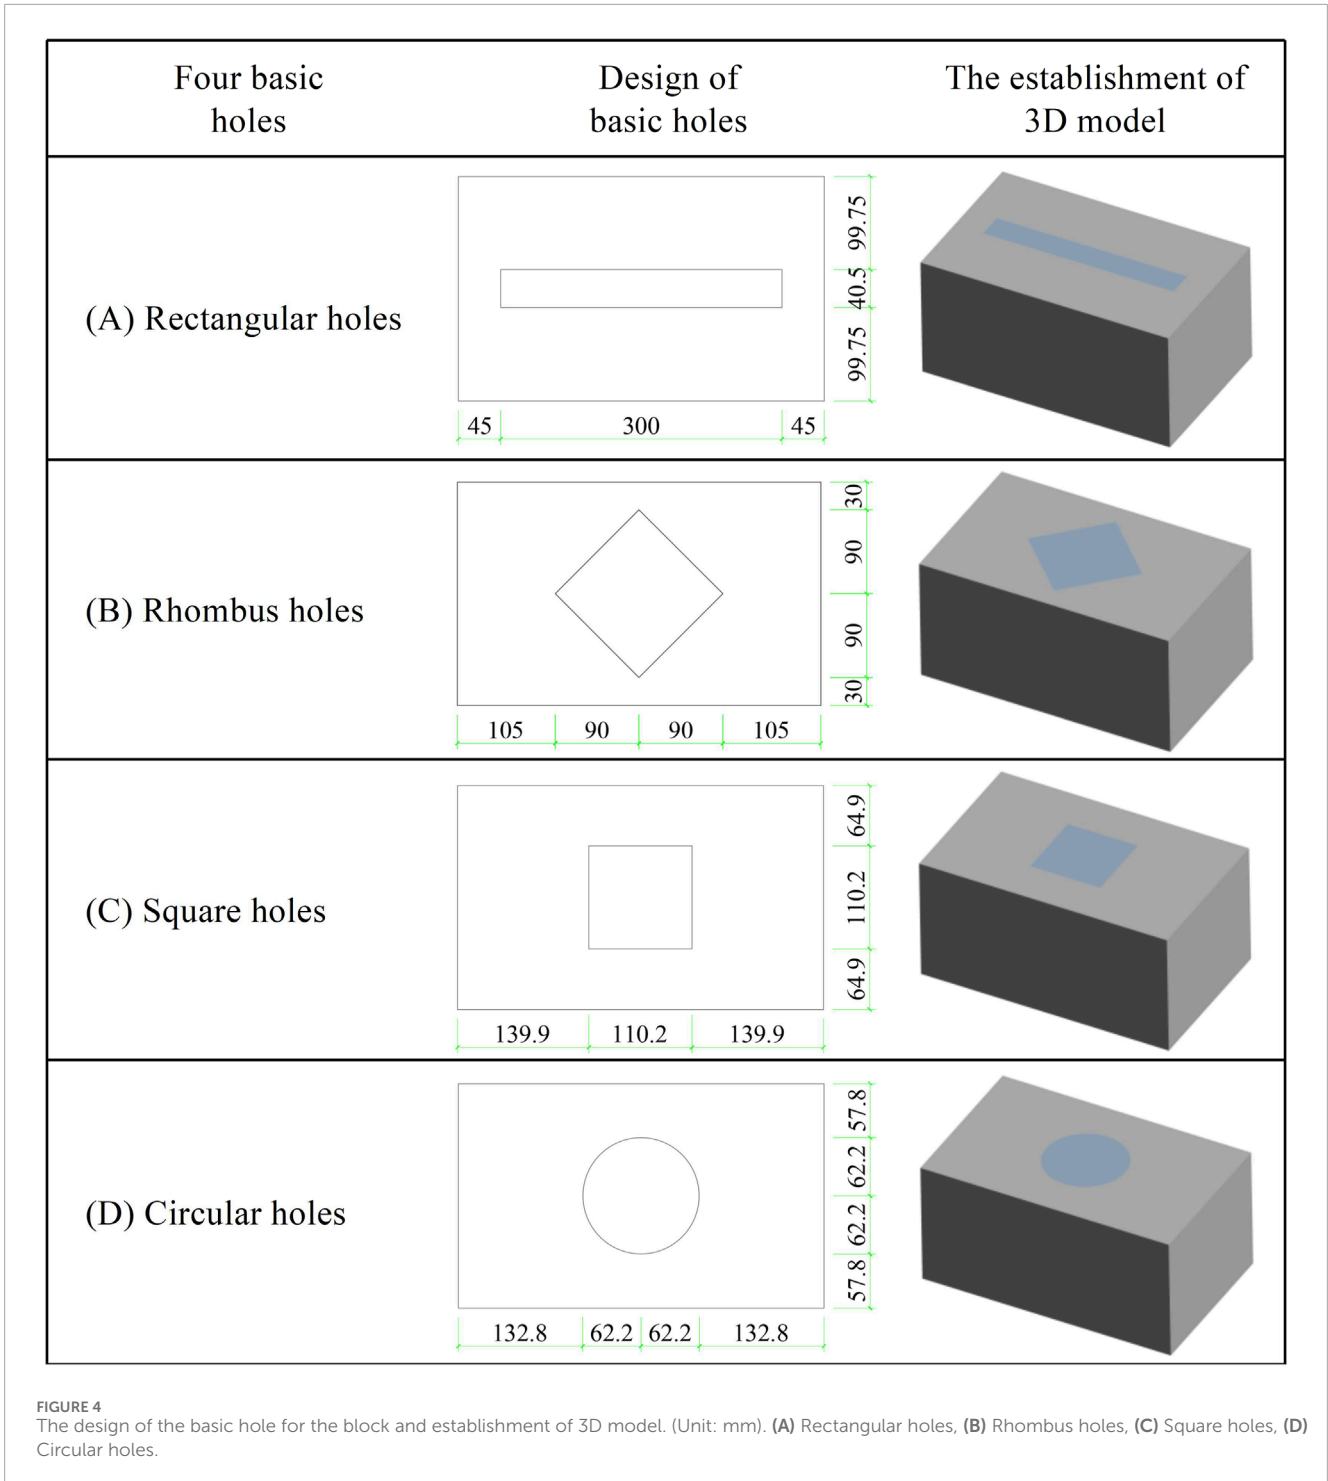 Four basic
holes
Design of
basic holes
The establishment of
3D model
(A) Rectangular holes
99.75
40.5
99.75
45
300
45
(B) Rhombus holes
30
90
90
30
105
90
90
105
(C) Square holes
64.9
110.2
64.9
139.9
110.2
139.9
(D) Circular holes
57.8
62.2
62.2
57.8
132.8
62.2
62.2
132.8
FIGURE 4
The design of the basic hole for the block and establishment of 3D model. (Unit: mm). (A) Rectangular holes, (B) Rhombus holes, (C) Square holes, (D)
Circular holes.